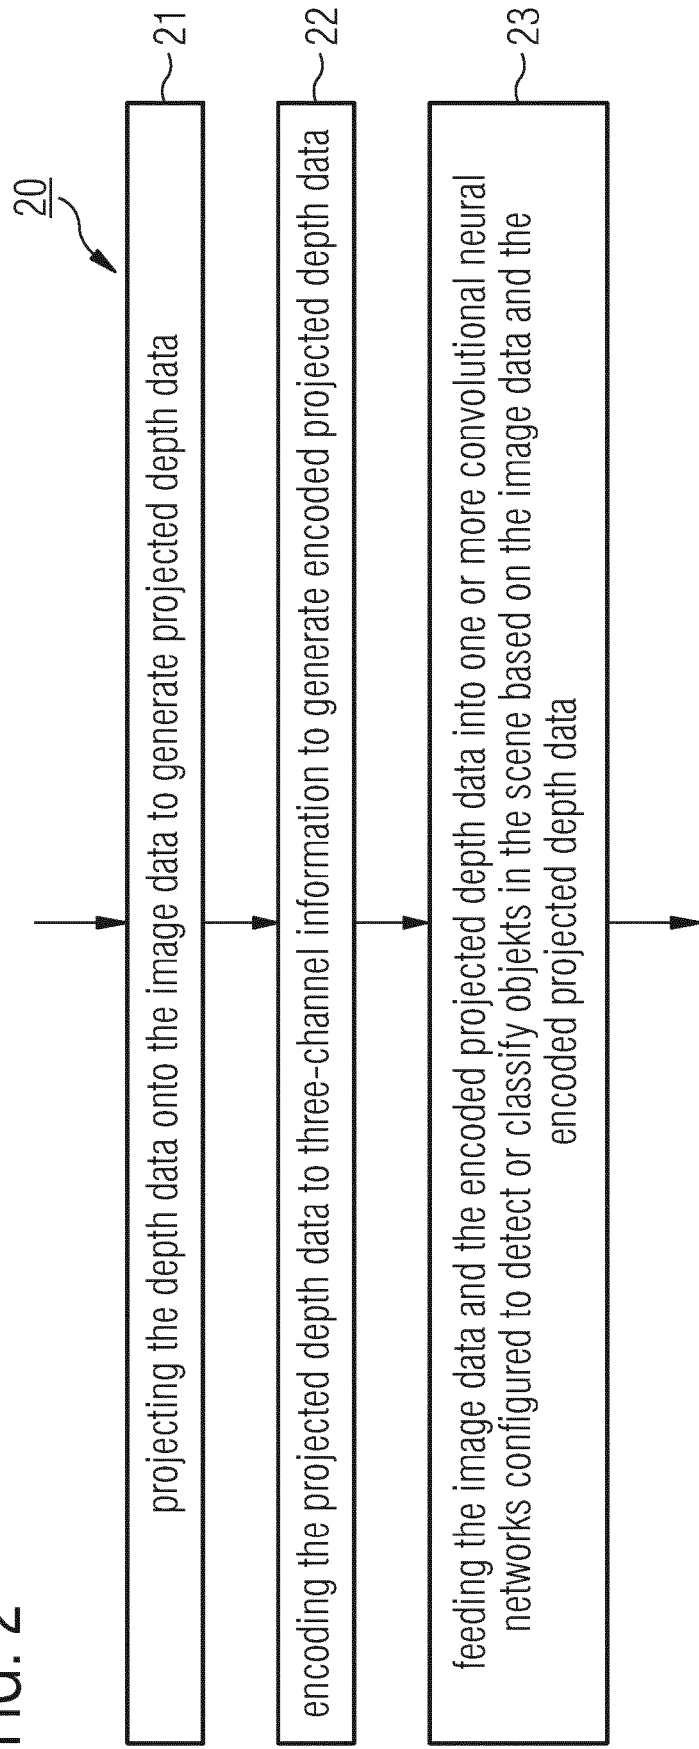 20
projecting the depth data onto the image data to generate projected depth data
21
encoding the projected depth data to three-channel information to generate encoded projected depth data
22
feeding the image data and the encoded projected depth data into one or more convolutional neural
networks configured to detect or classify objekts in the scene based on the image data and the
encoded projected depth data
23